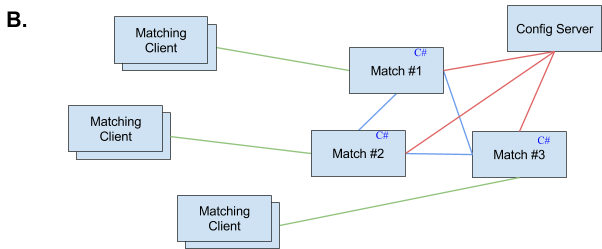 B.
Matching
Client
C#
Match #1
Config Server
Matching
Client
C#
Match #2
C#
Match #3
Matching
Client